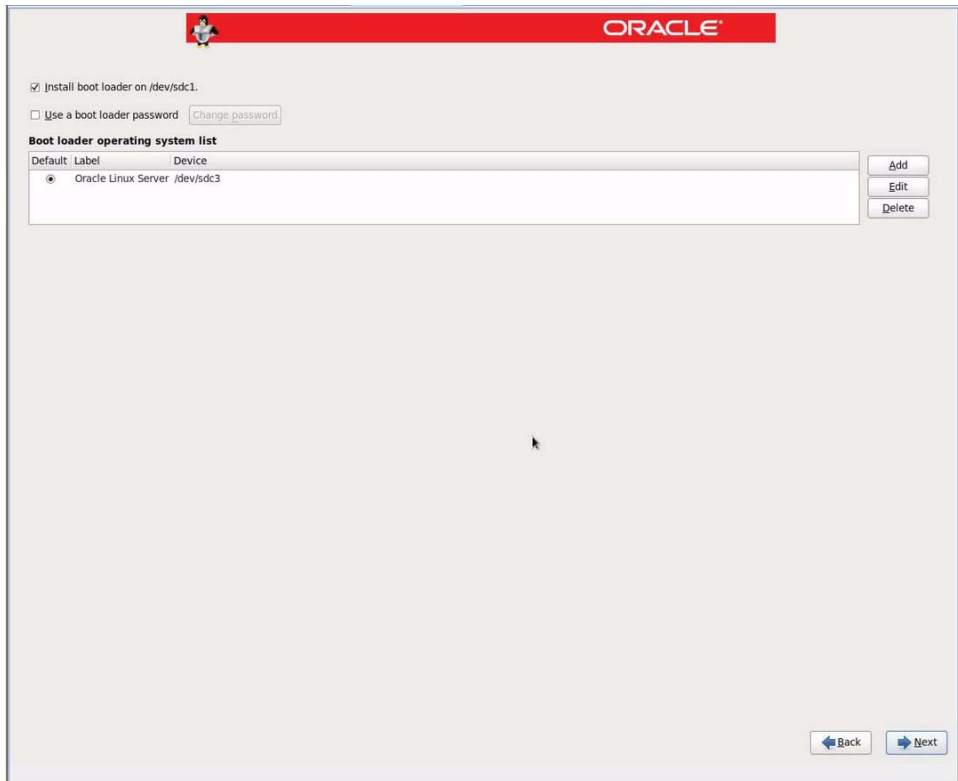 ORACLE®
Install boot loader on /dev/sdc1.
Use a boot loader password Change password
Boot loader operating system list
Default Label Device
Oracle Linux Server /dev/sdc3
Add
Edit
Delete
Back Next